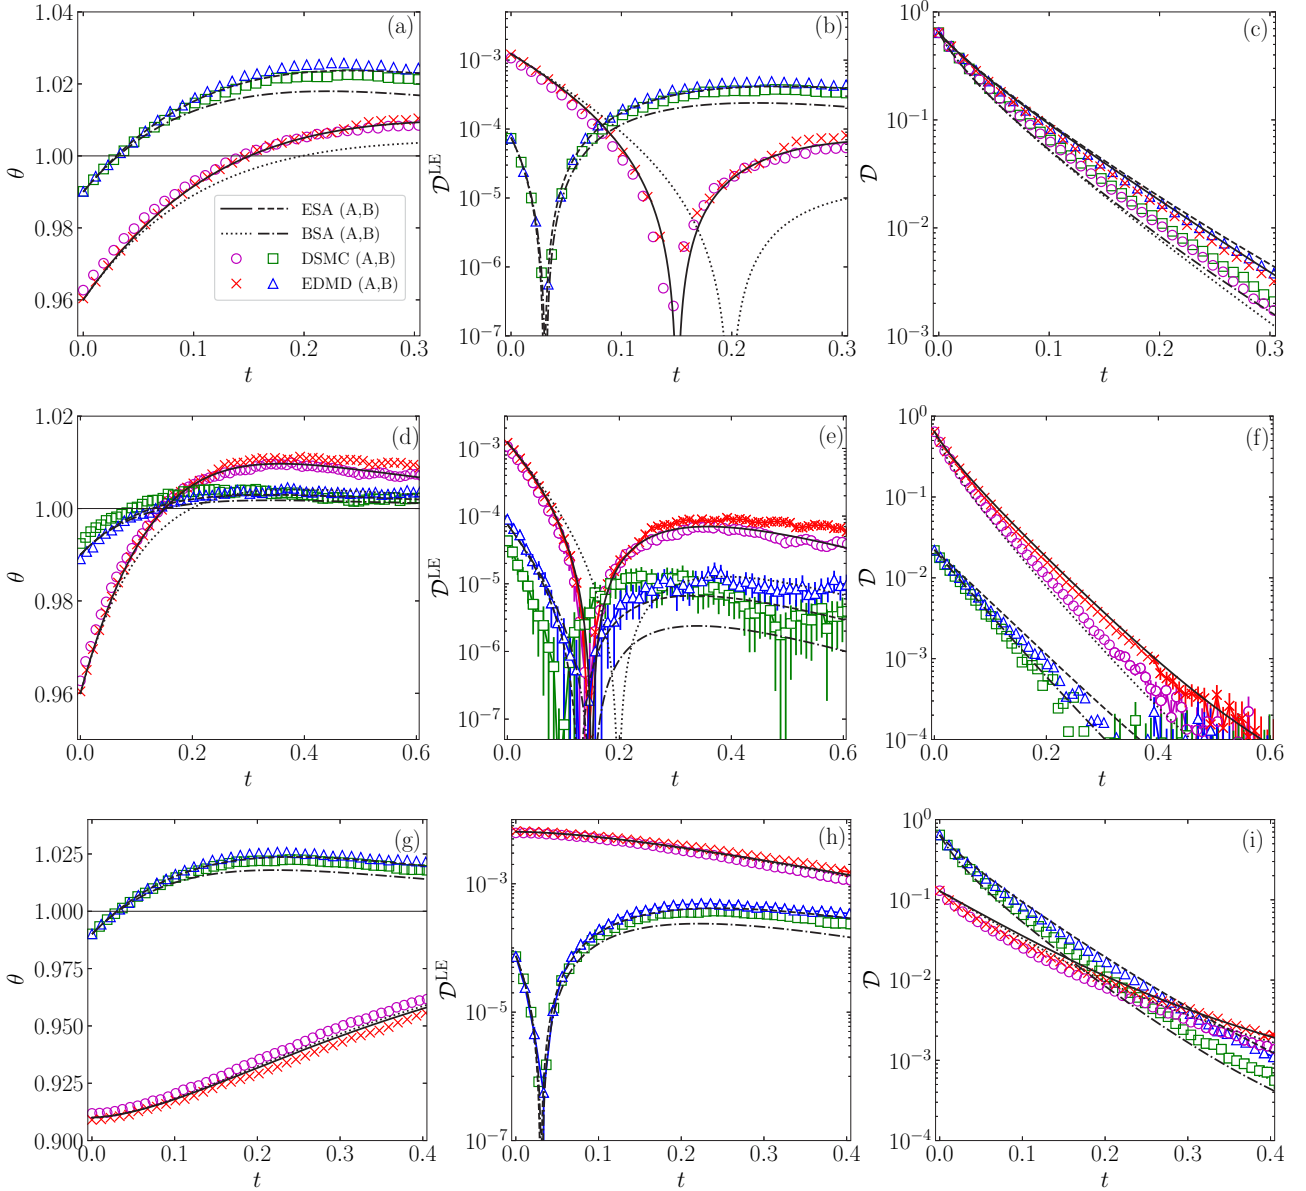 (a)
1.04
1.02
1.00
0.98
0.96
θ
0.0 0.1 0.2 0.3
t
ESA (A,B)
BSA (A,B)
DSMC (A,B)
EDMD (A,B)
(b)
10⁻³
10⁻⁴
10⁻⁵
10⁻⁶
10⁻⁷
𝒟ᴸᴱ
0.0 0.1 0.2 0.3
t
(c)
10⁰
10⁻¹
10⁻²
10⁻³
𝒟
0.0 0.1 0.2 0.3
t
(d)
1.02
1.00
0.98
0.96
θ
0.0 0.2 0.4 0.6
t
(e)
10⁻³
10⁻⁴
10⁻⁵
10⁻⁶
10⁻⁷
𝒟ᴸᴱ
0.0 0.2 0.4 0.6
t
(f)
10⁰
10⁻¹
10⁻²
10⁻³
10⁻⁴
𝒟
0.0 0.2 0.4 0.6
t
(g)
1.025
1.000
0.975
0.950
0.925
0.900
θ
0.0 0.1 0.2 0.3 0.4
t
(h)
10⁻³
10⁻⁵
10⁻⁷
𝒟ᴸᴱ
0.0 0.1 0.2 0.3 0.4
t
(i)
10⁰
10⁻¹
10⁻²
10⁻³
10⁻⁴
𝒟
0.0 0.1 0.2 0.3 0.4
t